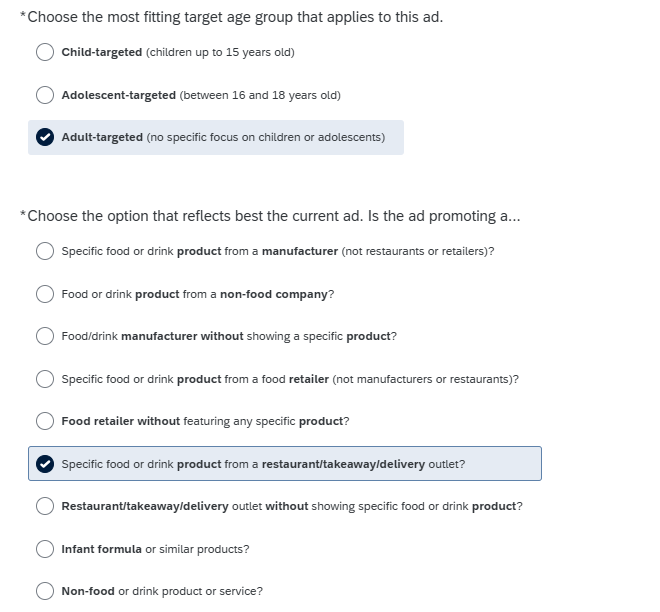 *Choose the most fitting target age group that applies to this ad.
Child-targeted (children up to 15 years old)
Adolescent-targeted (between 16 and 18 years old)
Adult-targeted (no specific focus on children or adolescents)
*Choose the option that reflects best the current ad. Is the ad promoting a...
Specific food or drink product from a manufacturer (not restaurants or retailers)?
Food or drink product from a non-food company?
Food/drink manufacturer without showing a specific product?
Specific food or drink product from a food retailer (not manufacturers or restaurants)?
Food retailer without featuring any specific product?
Specific food or drink product from a restaurant/takeaway/delivery outlet?
Restaurant/takeaway/delivery outlet without showing specific food or drink product?
Infant formula or similar products?
Non-food or drink product or service?